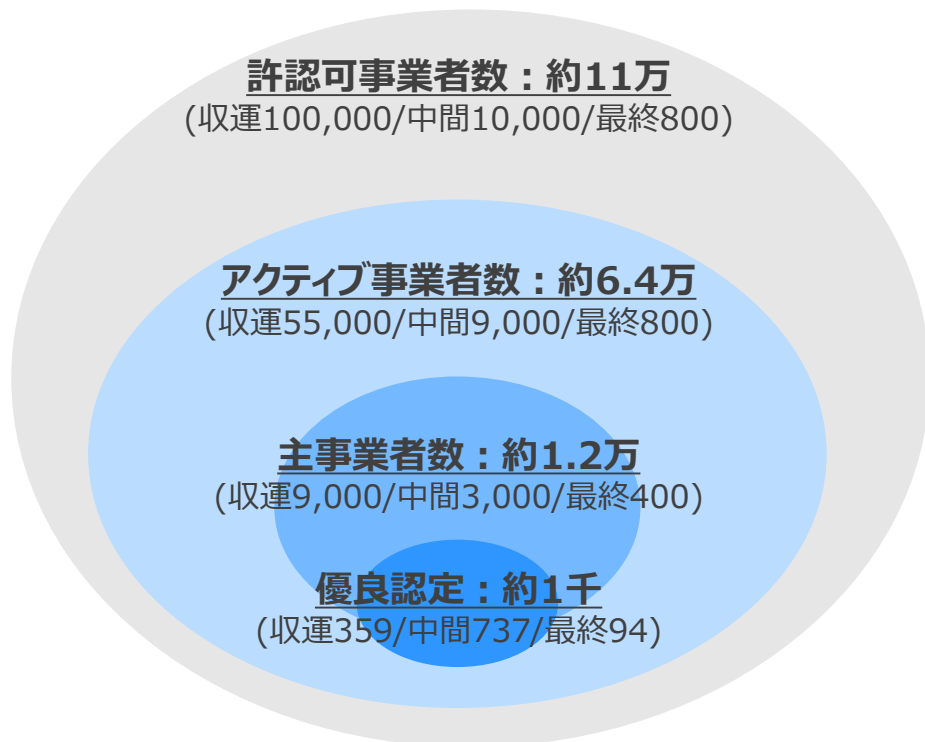 許認可事業者数：約11万
(収運100,000/中間10,000/最終800)
アクティブ事業者数：約6.4万
(収運55,000/中間9,000/最終800)
主事業者数：約1.2万
(収運9,000/中間3,000/最終400)
優良認定：約1千
(収運359/中間737/最終94)